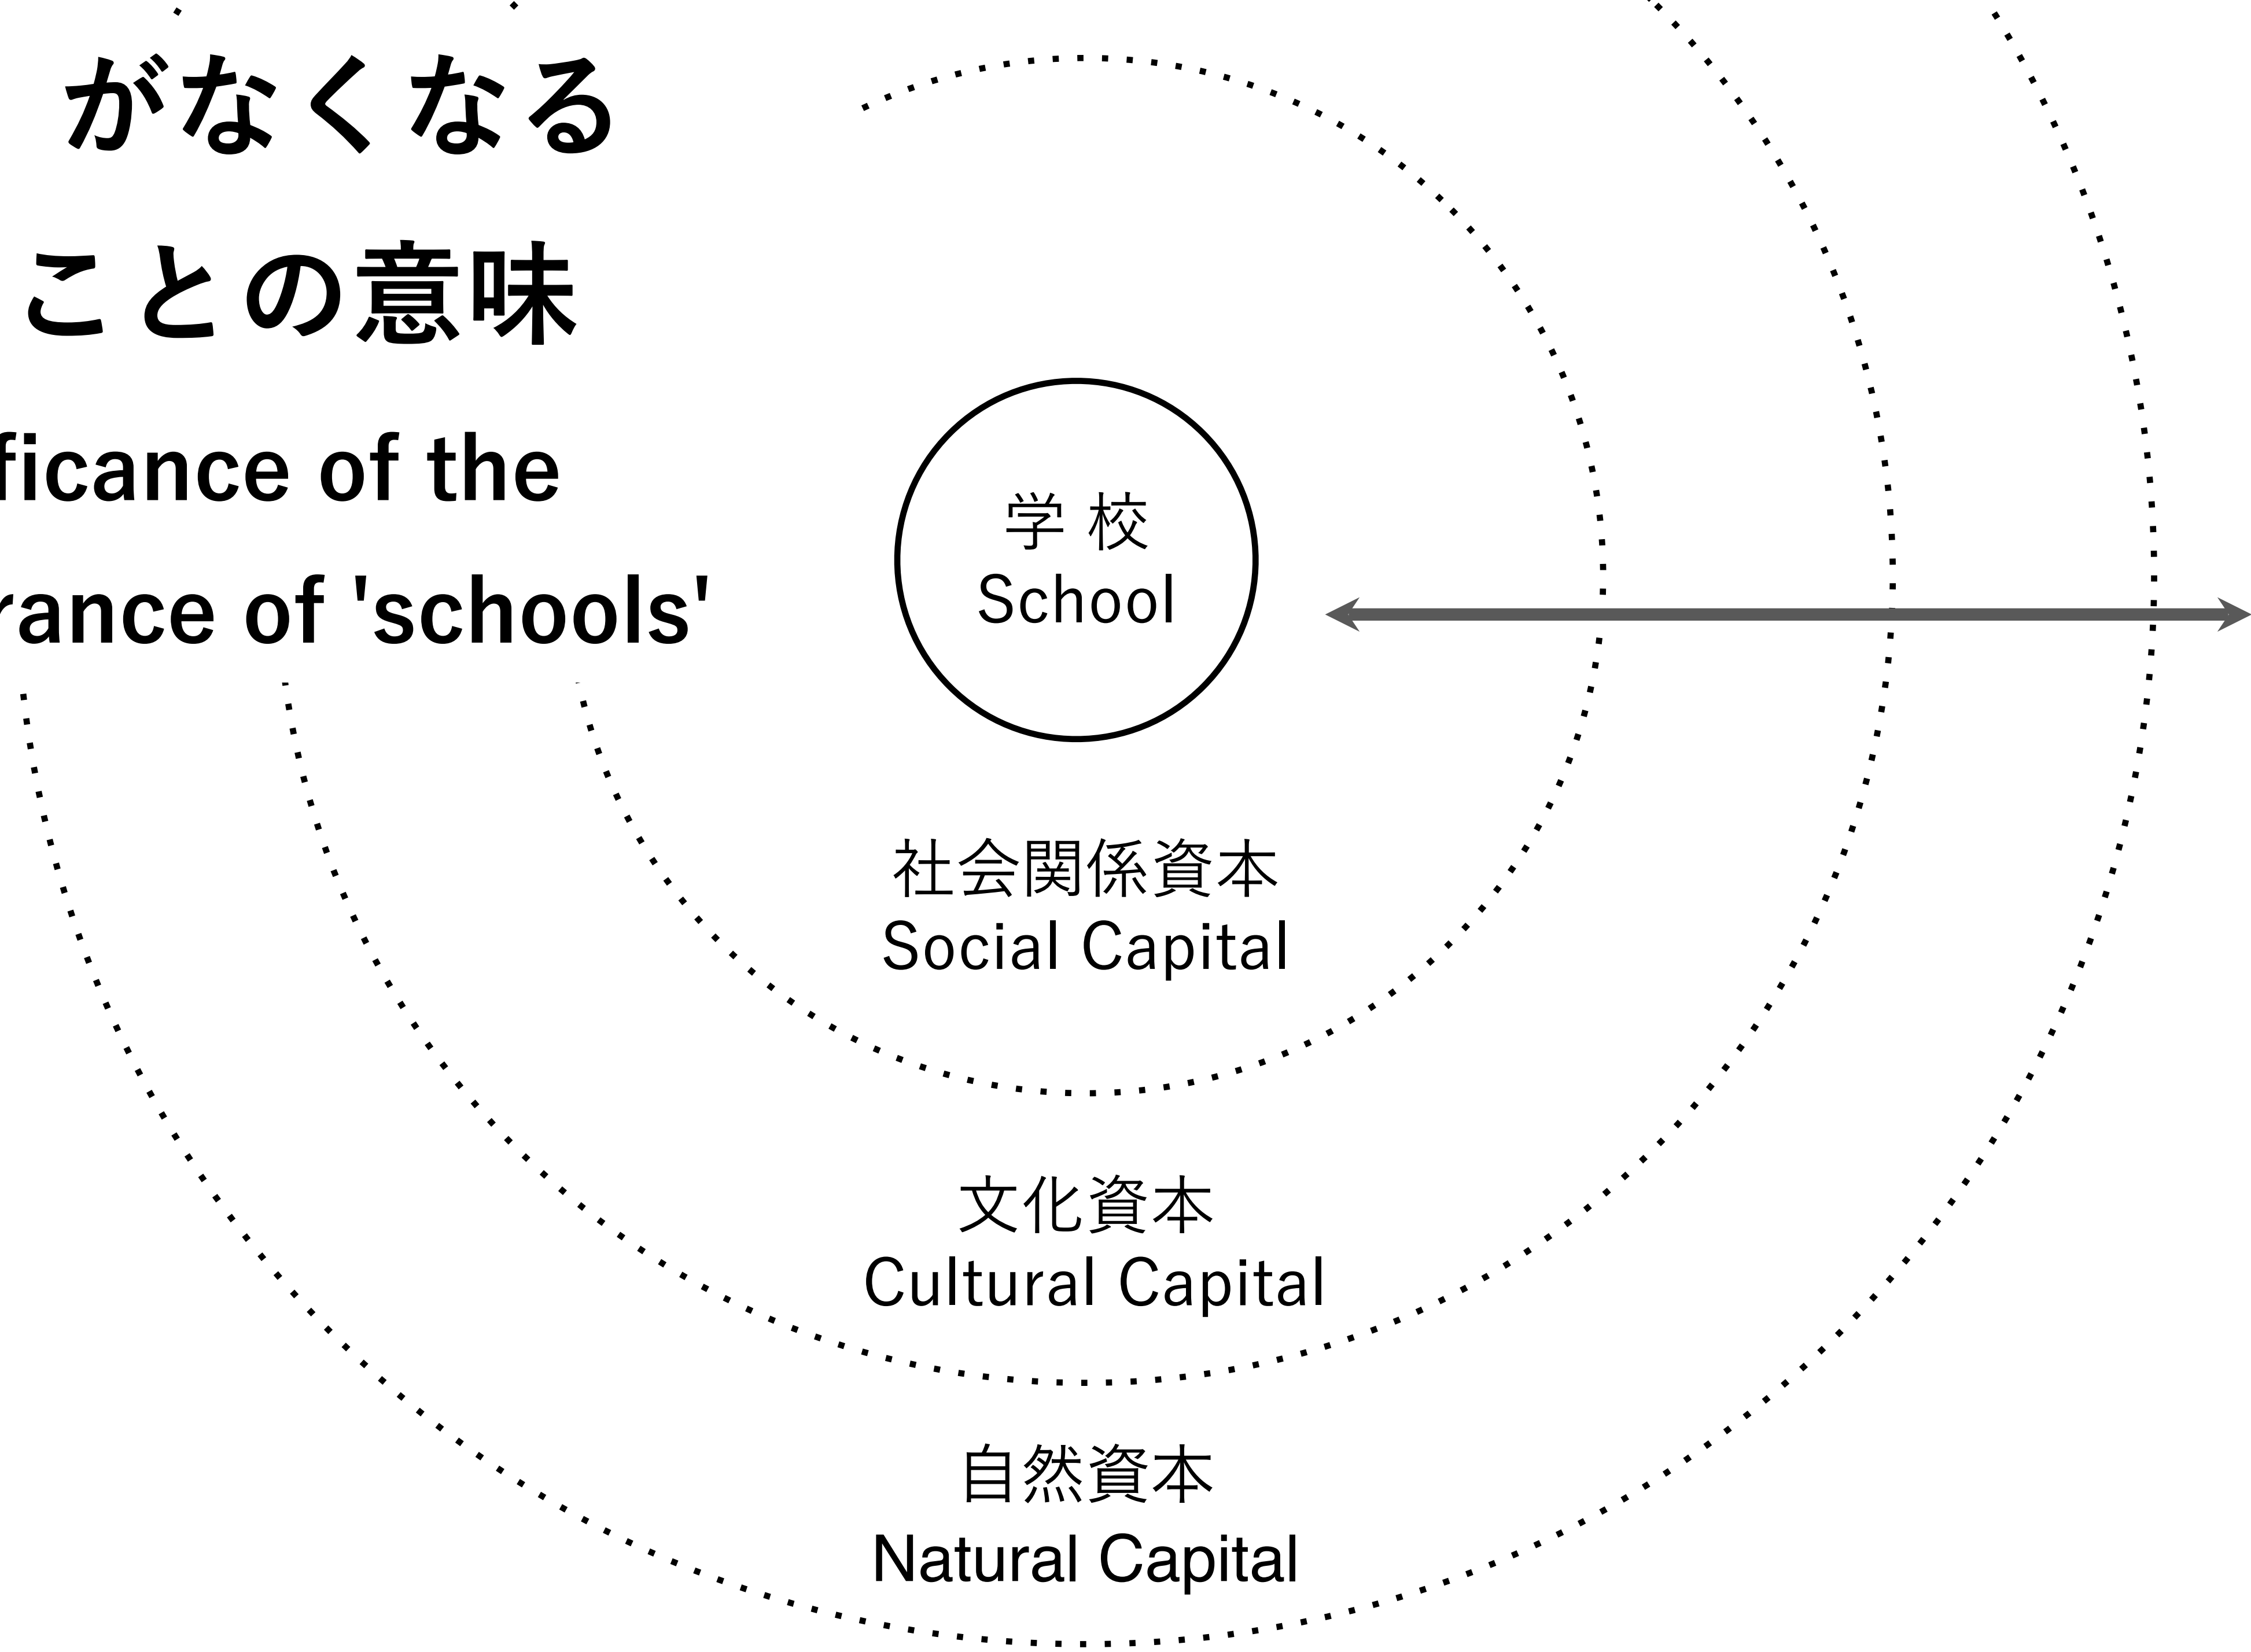 がなくなる
ことの意味
ficance of the
rance of 'schools'
学校
School
社会関係資本
Social Capital
文化資本
Cultural Capital
自然資本
Natural Capital